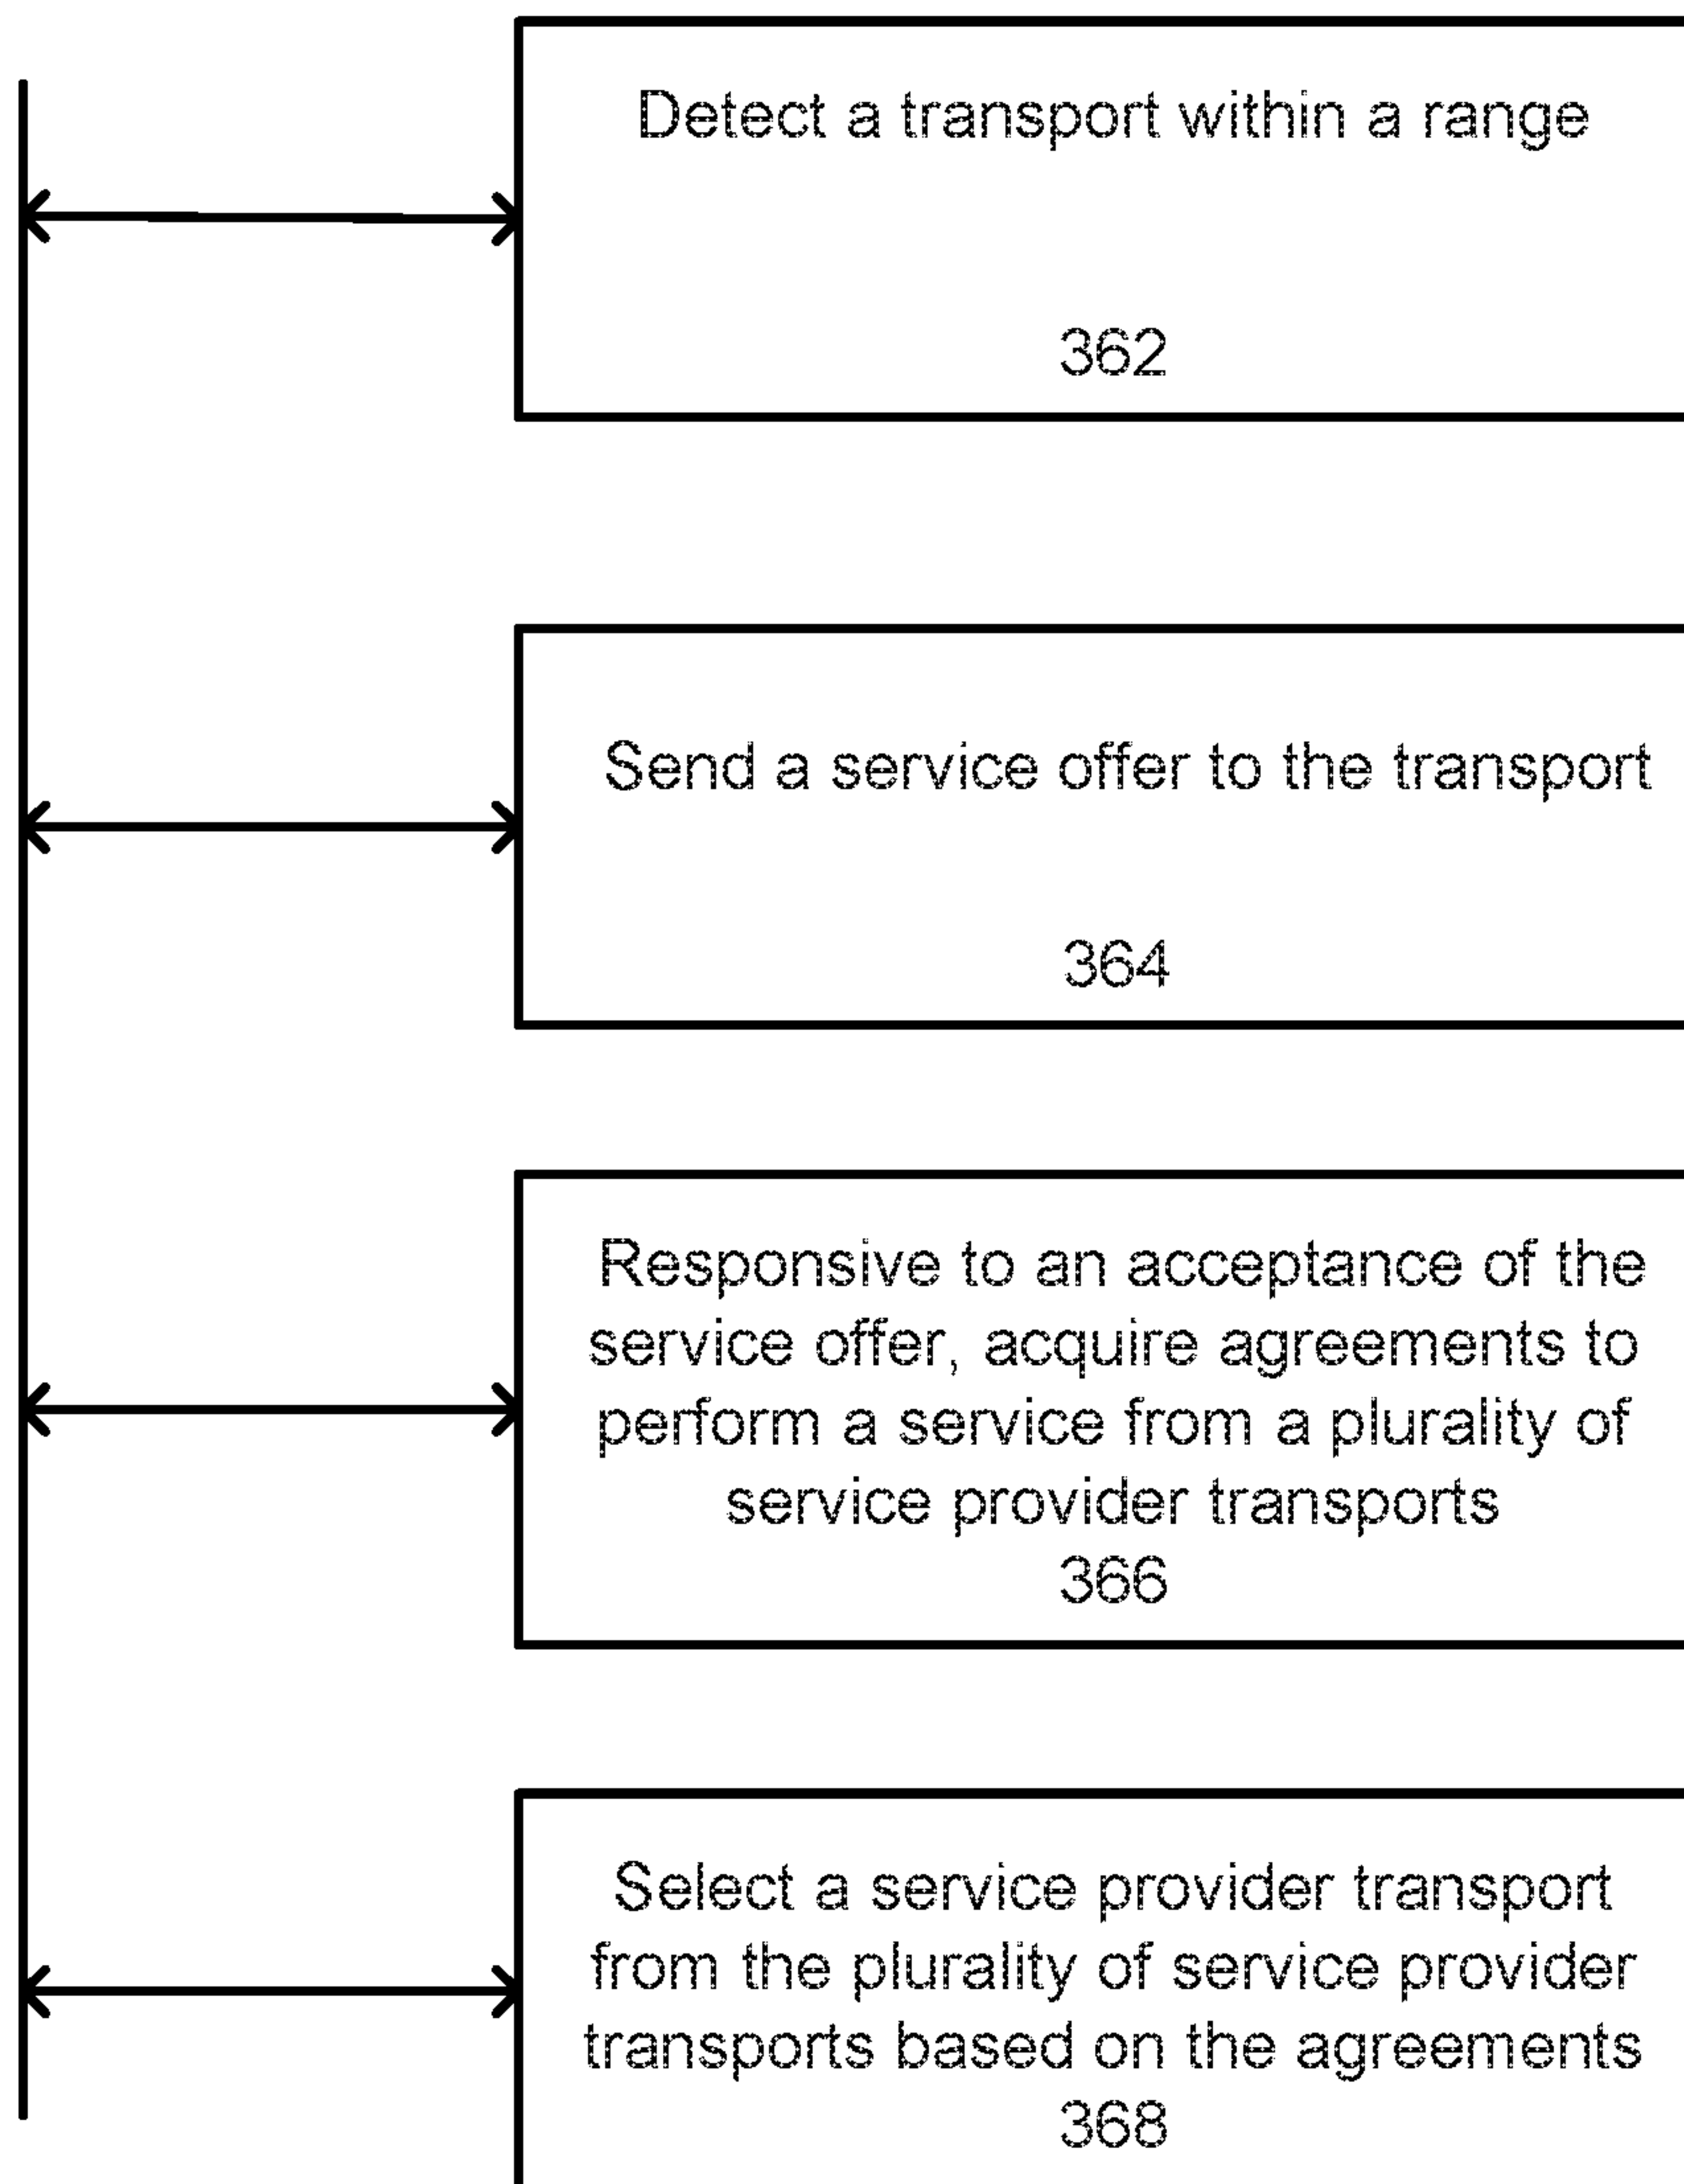 Detect a transport within a range
362
Send a service offer to the transport
364
Responsive to an acceptance of the
service offer, acquire agreements to
perform a service from a plurality of
service provider transports
366
Select a service provider transport
from the plurality of service provider
transports based on the agreements
368